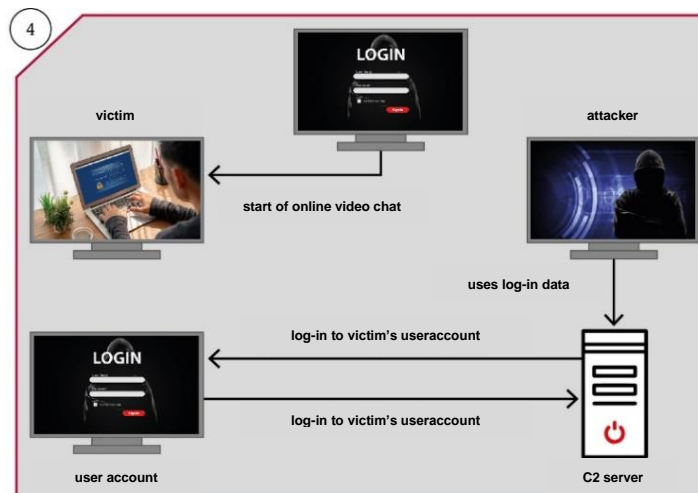 4
LOGIN
victim
attacker
start of online video chat
uses log-in data
log-in to victim's useraccount
LOGIN
log-in to victim's useraccount
user account
C2 server